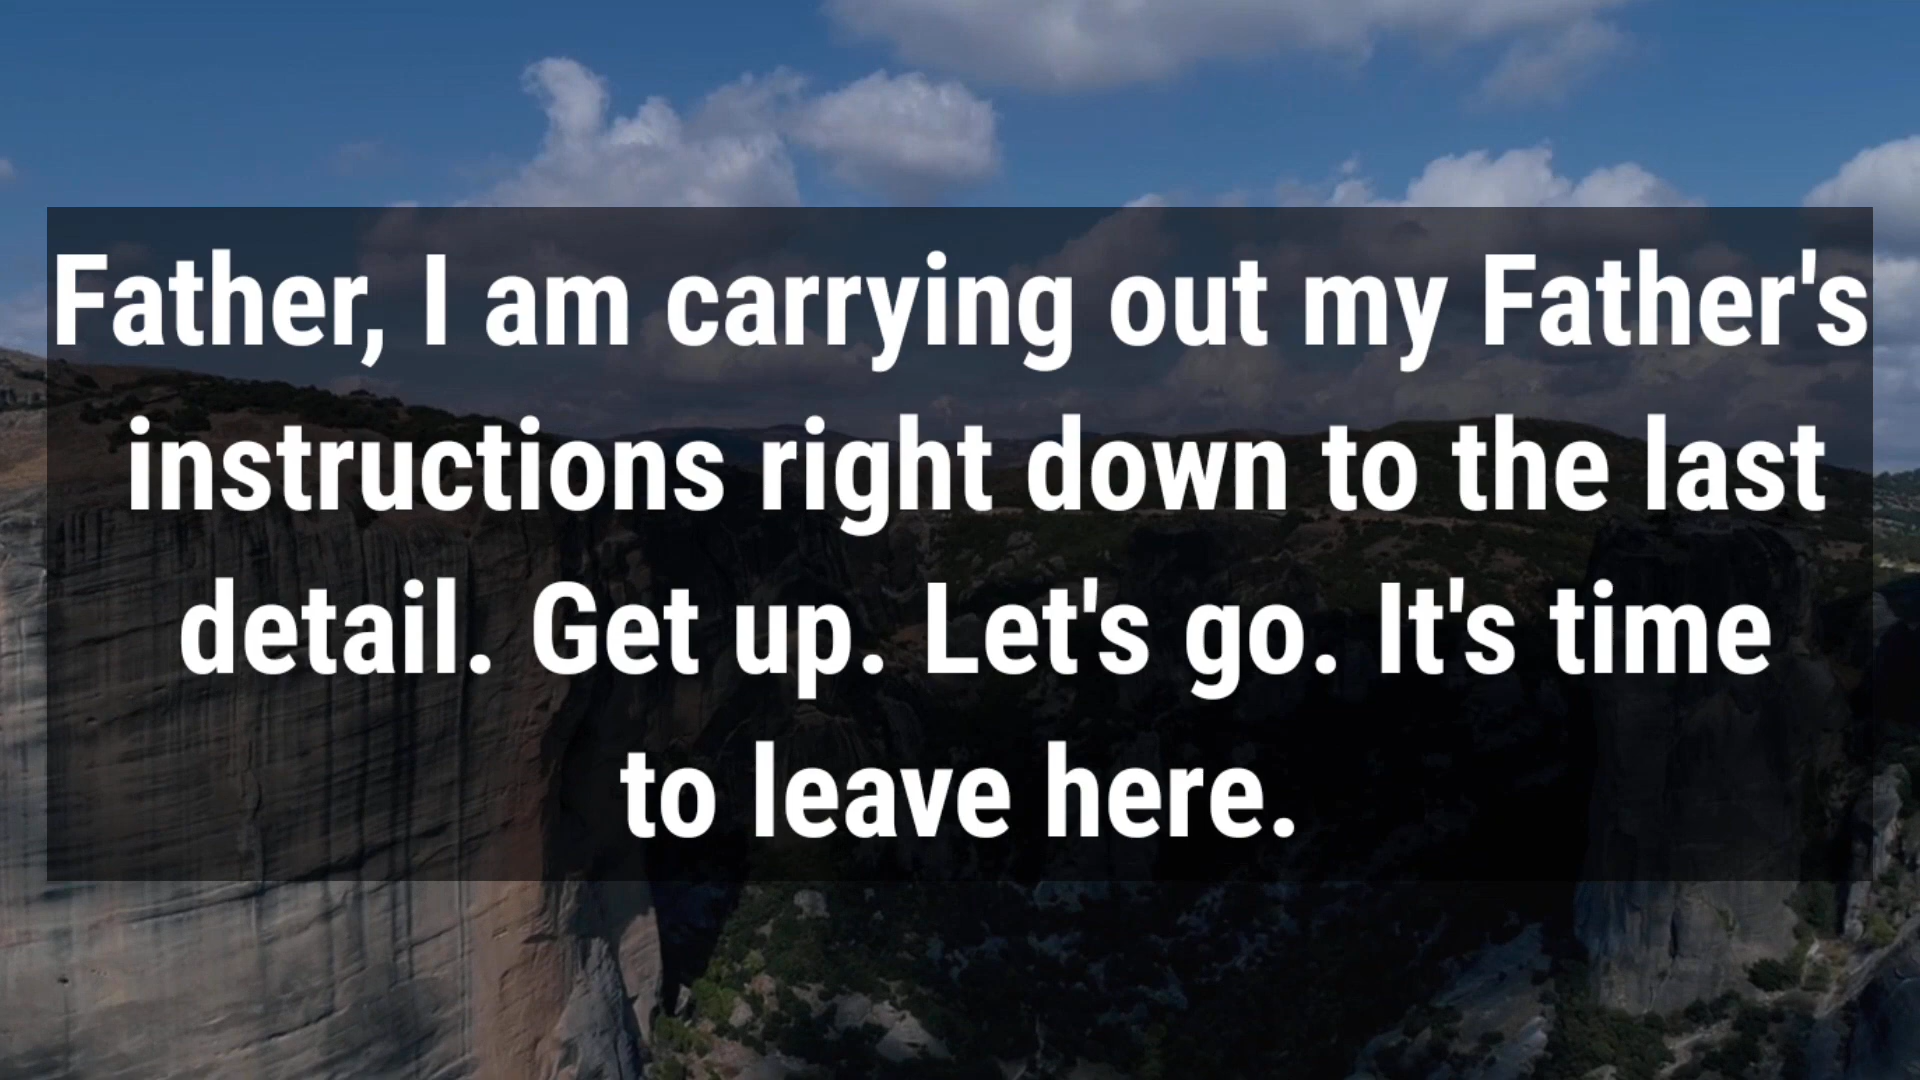 Father, I am carrying out my Father's
instructions right down to the last
detail. Get up. Let's go. It's time
to leave here.